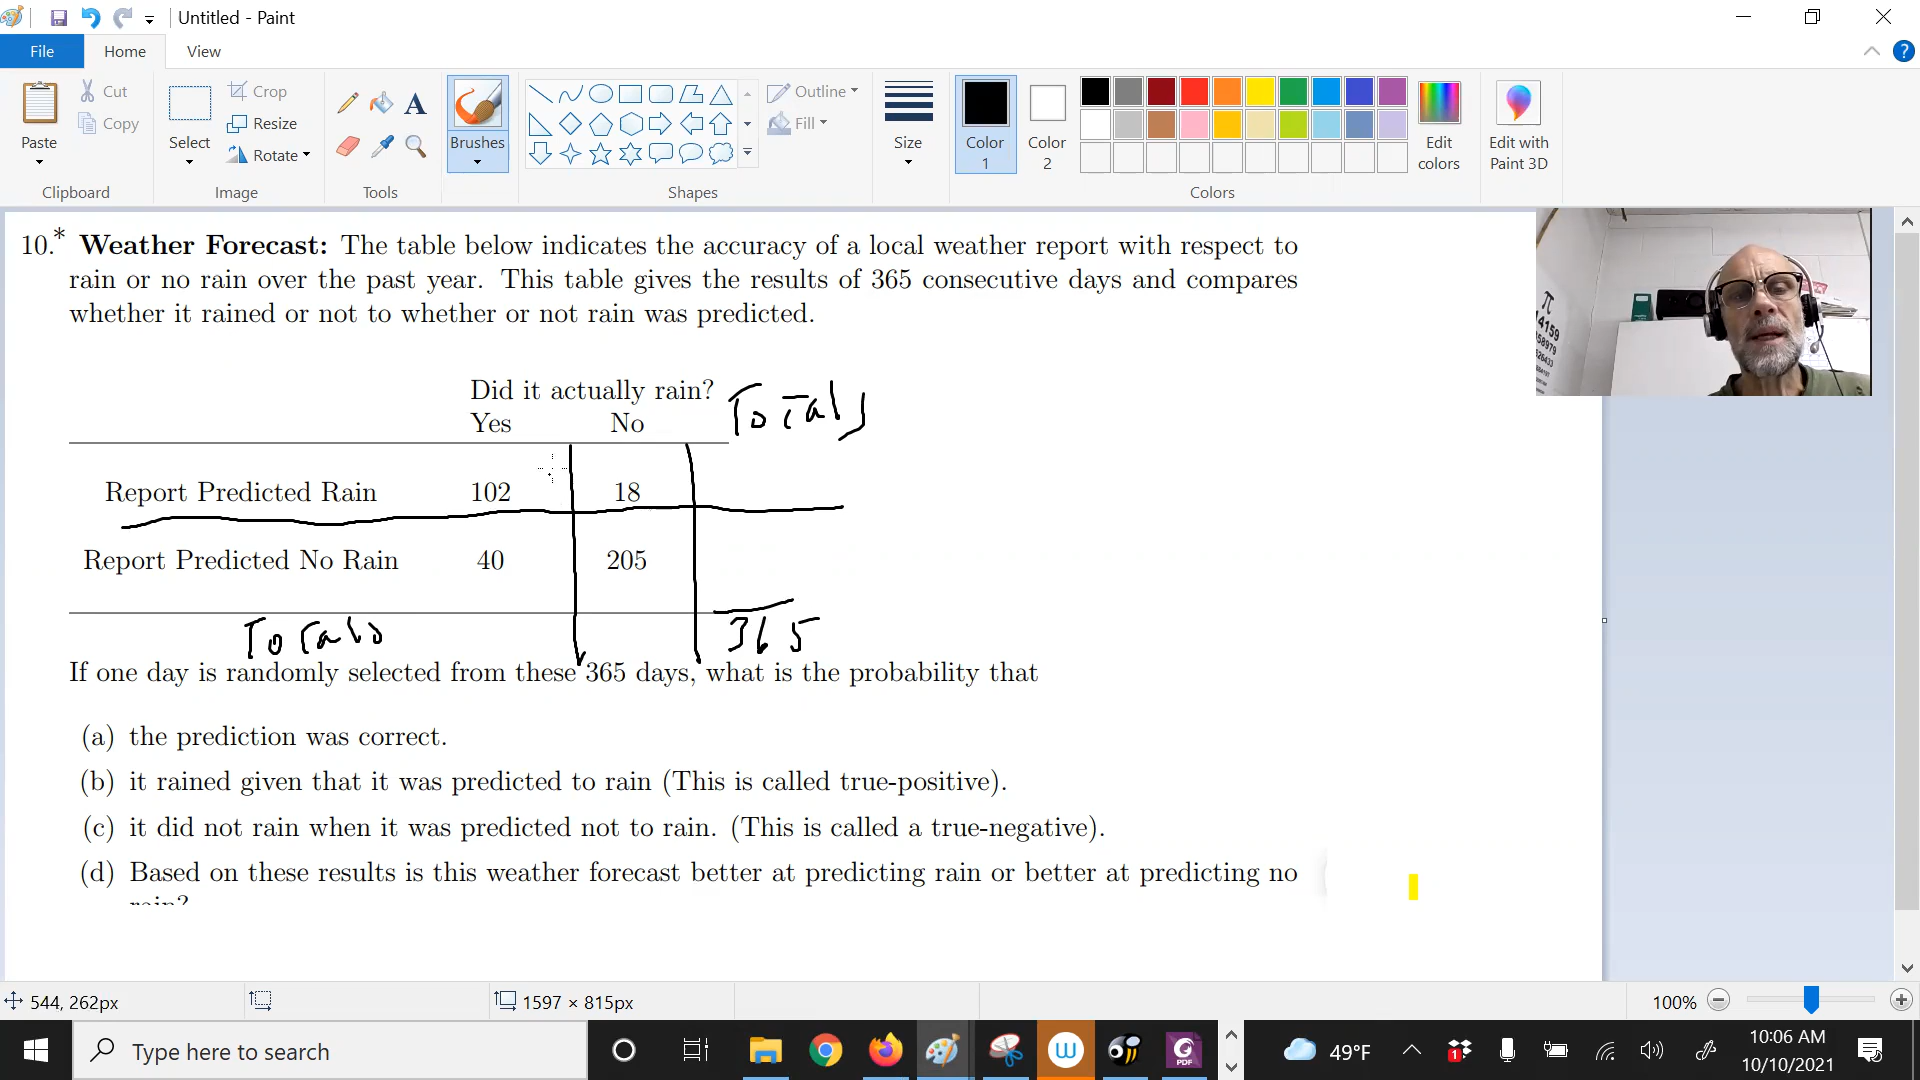 Untitled - Paint
File Home View
Paste
Cut
Copy
Clipboard
Select
Crop
Resize
Rotate
Image
Tools
Brushes
Shapes
Outline
Fill
Size
Color 1
Color 2
Colors
Edit colors
Edit with Paint 3D
10.* Weather Forecast: The table below indicates the accuracy of a local weather report with respect to
rain or no rain over the past year. This table gives the results of 365 consecutive days and compares
whether it rained or not to whether or not rain was predicted.
Did it actually rain?
Yes No Totals
Report Predicted Rain 102 18
Report Predicted No Rain 40 205
Totals 365
If one day is randomly selected from these 365 days, what is the probability that
(a) the prediction was correct.
(b) it rained given that it was predicted to rain (This is called true-positive).
(c) it did not rain when it was predicted not to rain. (This is called a true-negative).
(d) Based on these results is this weather forecast better at predicting rain or better at predicting no
rain?
π
14159
544, 262px
1597 × 815px
100%
Type here to search
W
PDF
49°F
1
10:06 AM
10/10/2021